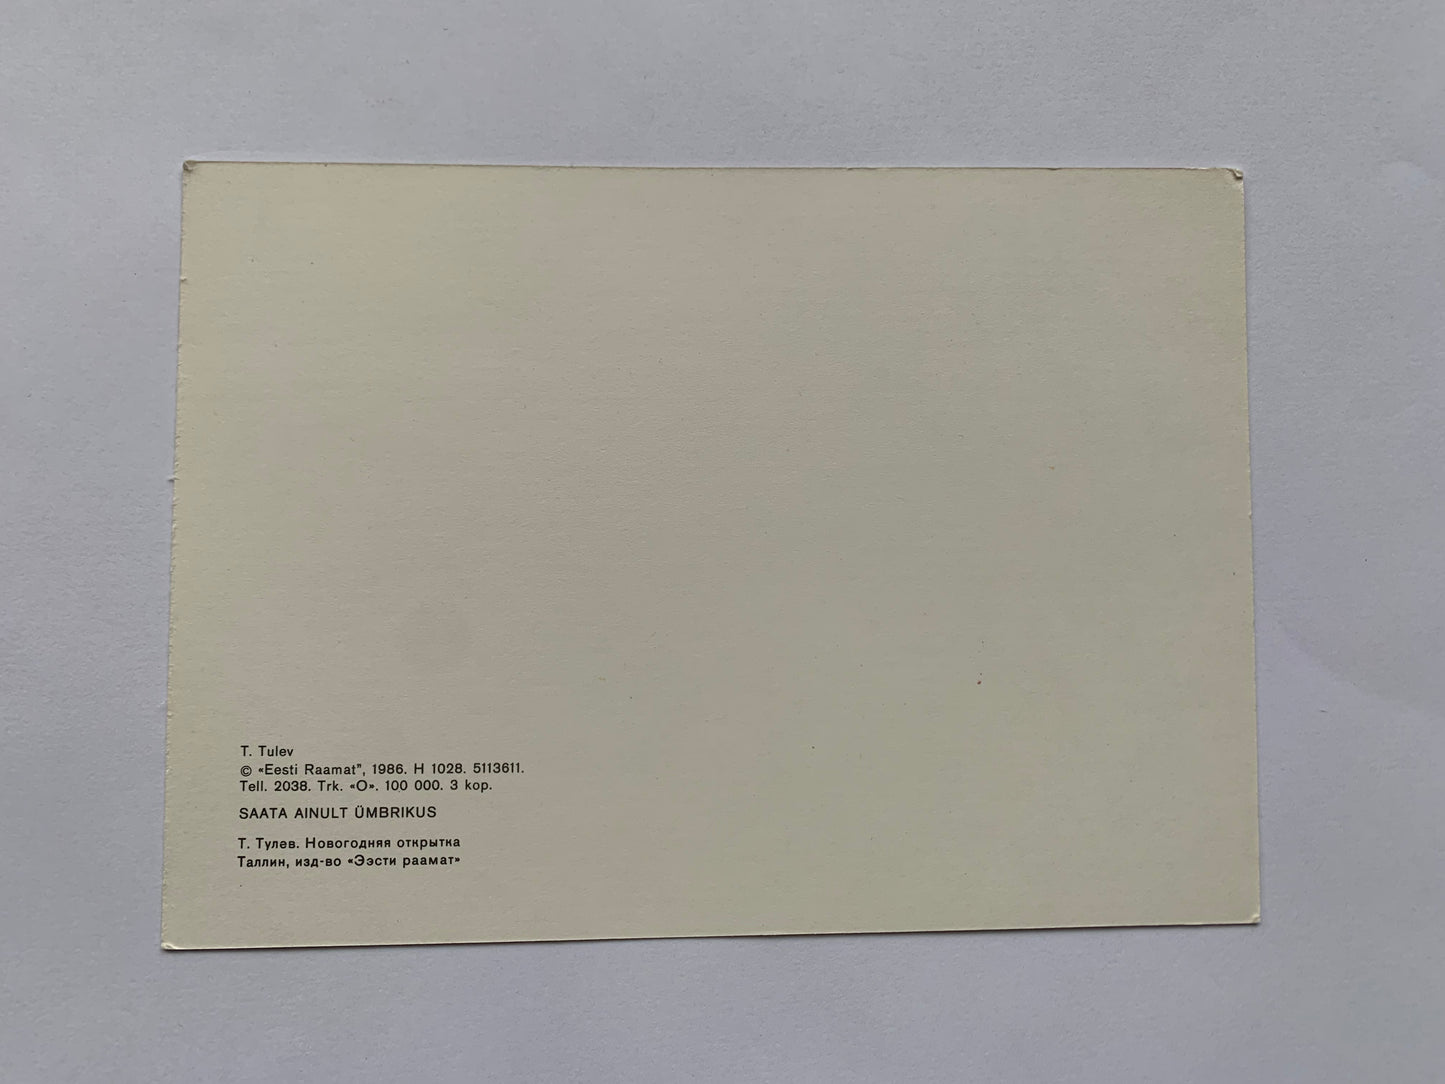 T. Tulev
© «Eesti Raamat”, 1986. H 1028. 5113611.
Tell. 2038. Trk. «O». 100 000. 3 kop.
SAATA AINULT ÜMBRIKUS
Т. Тулев. Новогодняя открытка
Таллин, изд-во «Ээсти раамат»